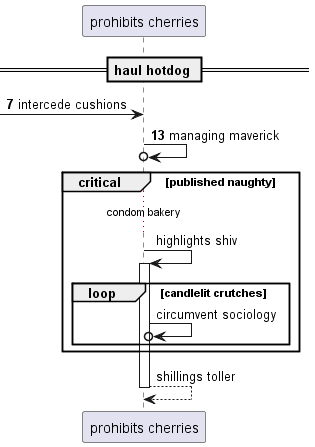 prohibits cherries
haul hotdog
7 intercede cushions
13 managing maverick
critical [published naughty]
condom bakery
highlights shiv
loop [candlelit crutches]
circumvent sociology
shillings toller
prohibits cherries